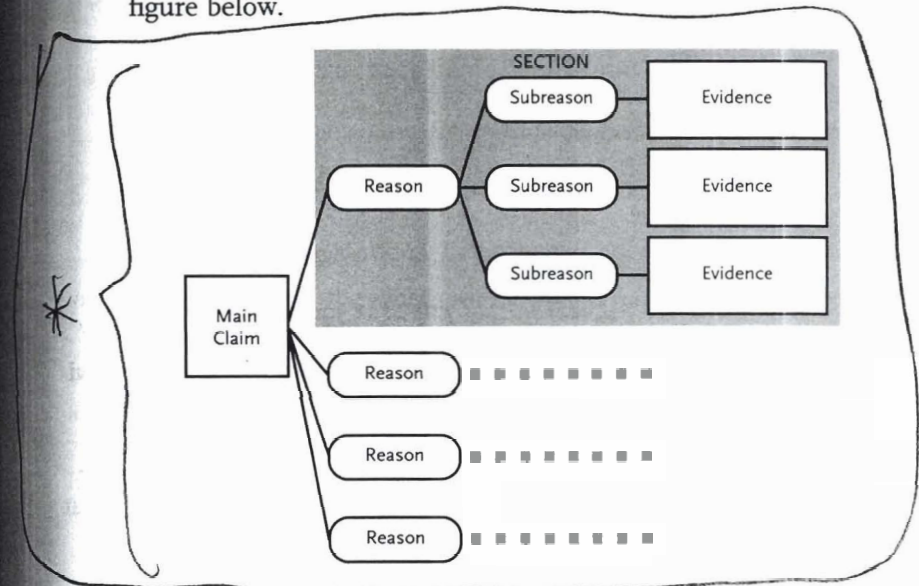 figure below.
SECTION
Subreason
Evidence
Reason
Subreason
Evidence
Subreason
Evidence
Main
Claim
Reason
Reason
Reason